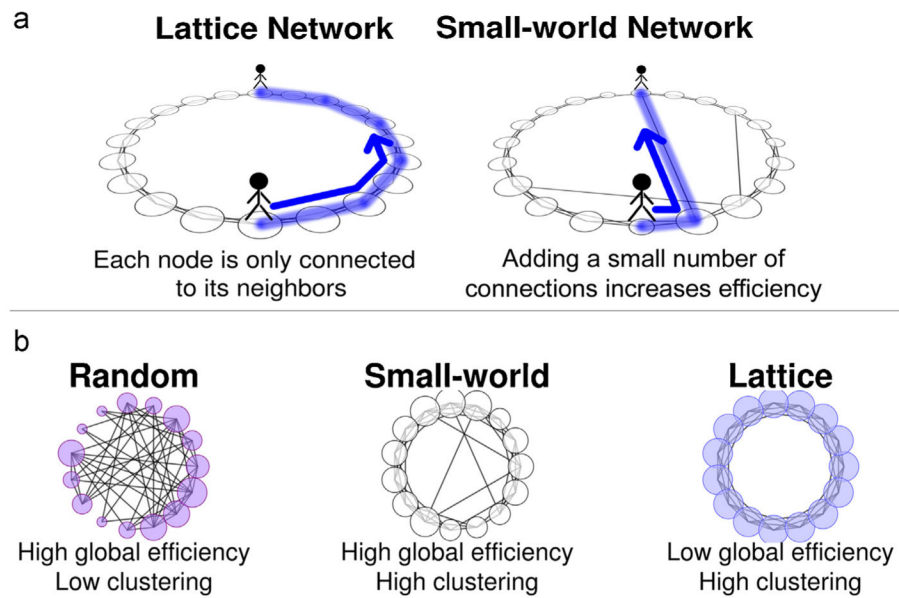 a
Lattice Network
Small-world Network
Each node is only connected
to its neighbors
Adding a small number of
connections increases efficiency
b
Random
Small-world
Lattice
High global efficiency
Low clustering
High global efficiency
High clustering
Low global efficiency
High clustering